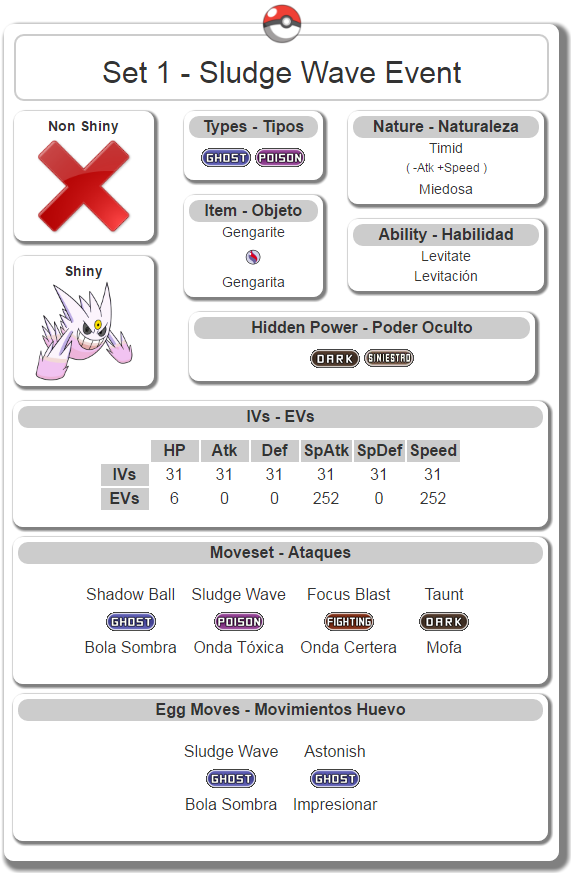 Set 1 - Sludge Wave Event
Non Shiny
Shiny
Types - Tipos
GHOST POISON
Item - Objeto
Gengarite
Gengarita
Nature - Naturaleza
Timid
( -Atk +Speed )
Miedosa
Ability - Habilidad
Levitate
Levitación
Hidden Power - Poder Oculto
DARK SINIESTRO
IVs - EVs
HP Atk Def SpAtk SpDef Speed
IVs 31 31 31 31 31 31
EVs 6 0 0 252 0 252
Moveset - Ataques
Shadow Ball Sludge Wave Focus Blast Taunt
GHOST POISON FIGHTING DARK
Bola Sombra Onda Tóxica Onda Certera Mofa
Egg Moves - Movimientos Huevo
Sludge Wave Astonish
GHOST GHOST
Bola Sombra Impresionar